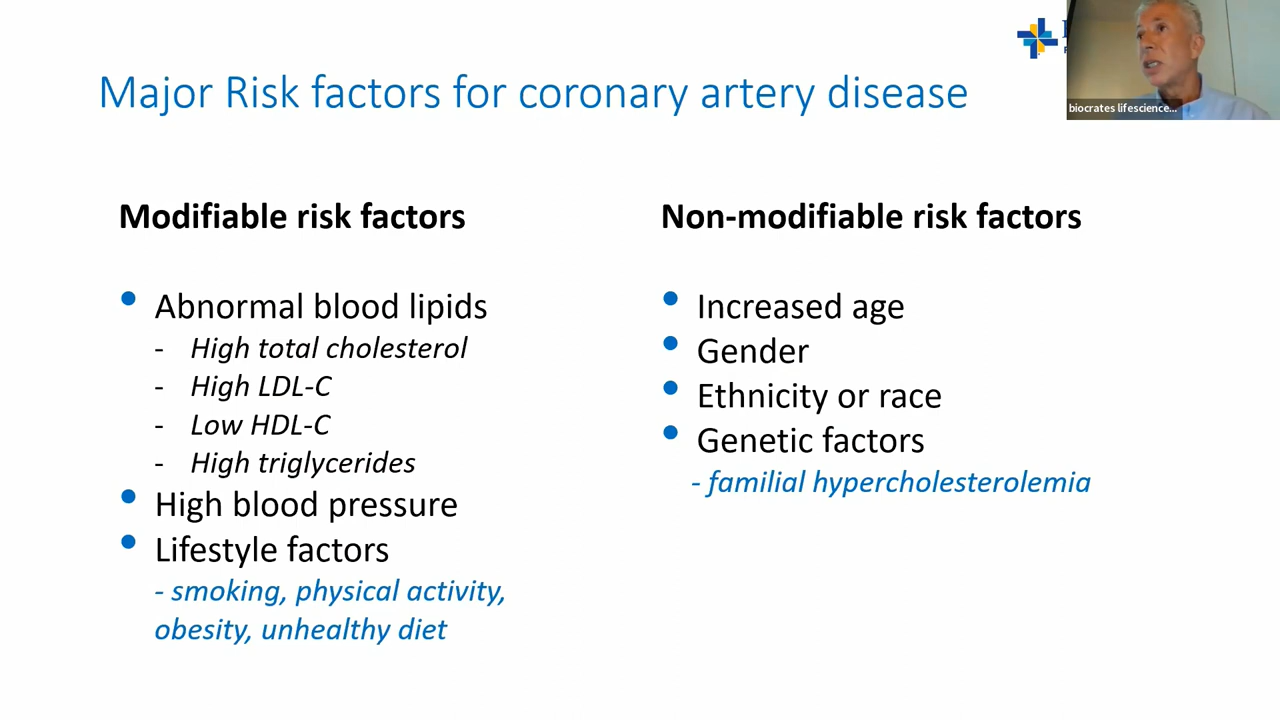 Major Risk factors for coronary artery disease
biocrates lifescience...
Modifiable risk factors
• Abnormal blood lipids
- High total cholesterol
- High LDL-C
- Low HDL-C
- High triglycerides
• High blood pressure
• Lifestyle factors
- smoking, physical activity,
obesity, unhealthy diet
Non-modifiable risk factors
• Increased age
• Gender
• Ethnicity or race
• Genetic factors
- familial hypercholesterolemia